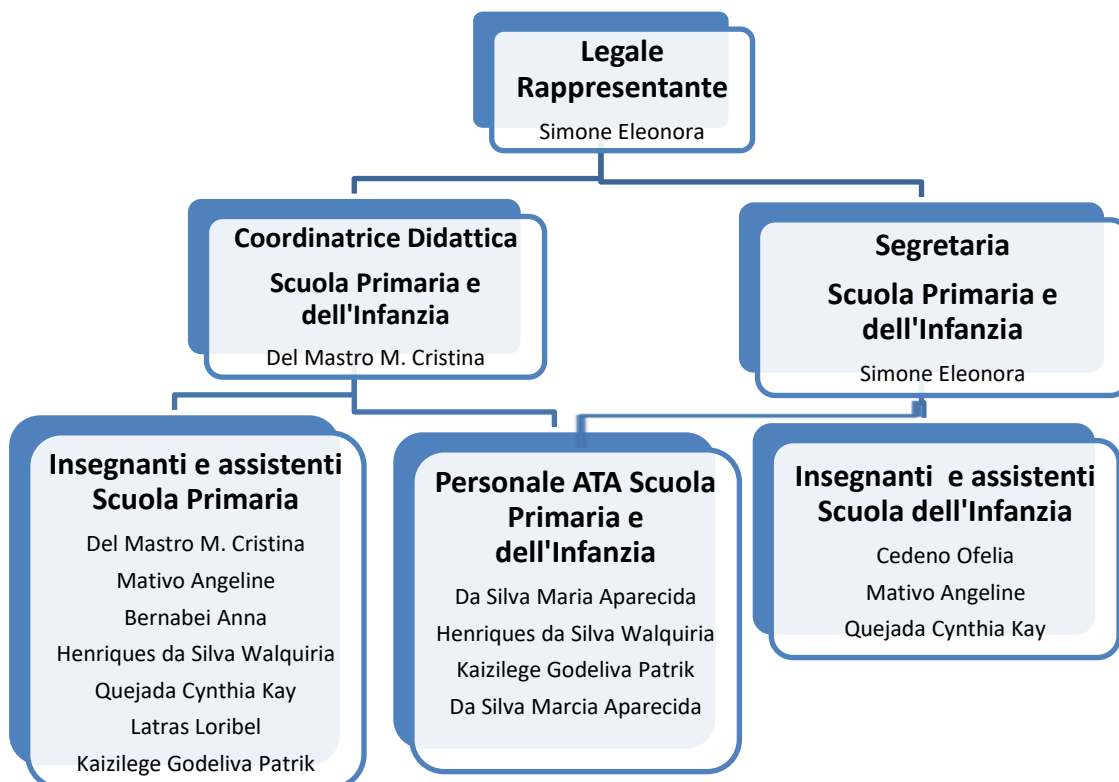 Legale
Rappresentante
Simone Eleonora
Coordinatrice Didattica
Scuola Primaria e
dell'Infanzia
Del Mastro M. Cristina
Segretaria
Scuola Primaria e
dell'Infanzia
Simone Eleonora
Insegnanti e assistenti
Scuola Primaria
Del Mastro M. Cristina
Mativo Angeline
Bernabei Anna
Henriques da Silva Walquiria
Quejada Cynthia Kay
Latras Loribel
Kaizilege Godeliva Patrik
Personale ATA Scuola
Primaria e
dell'Infanzia
Da Silva Maria Aparecida
Henriques da Silva Walquiria
Kaizilege Godeliva Patrik
Da Silva Marcia Aparecida
Insegnanti e assistenti
Scuola dell'Infanzia
Cedeno Ofelia
Mativo Angeline
Quejada Cynthia Kay